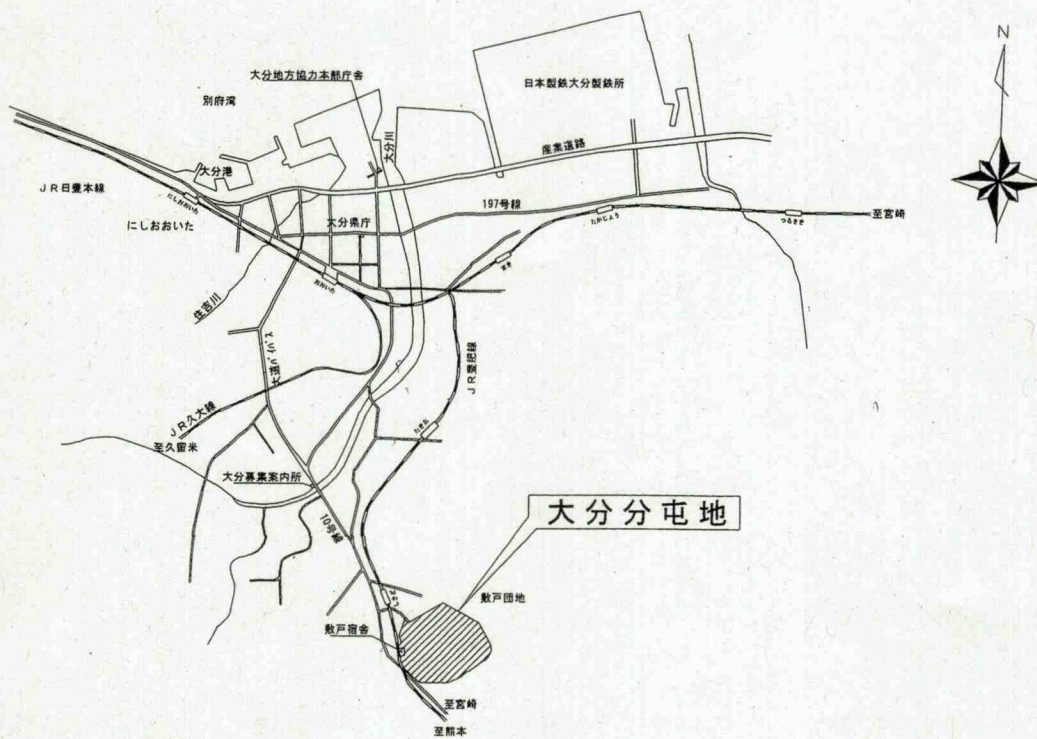 N
大分地方協力本部庁舎
日本製鉄大分製鉄所
別府湾
大分川
産業道路
大分港
JR日豊本線
にしおおいた
197号線
たかじょう
つるさき
至宮崎
にしおおいた
大分県庁
まき
おおいた
住吉川
大道バイパス
JR豊肥線
JR久大線
たきお
至久留米
大分募集案内所
10号線
大分分屯地
敷戸団地
敷戸宿舎
至宮崎
至熊本